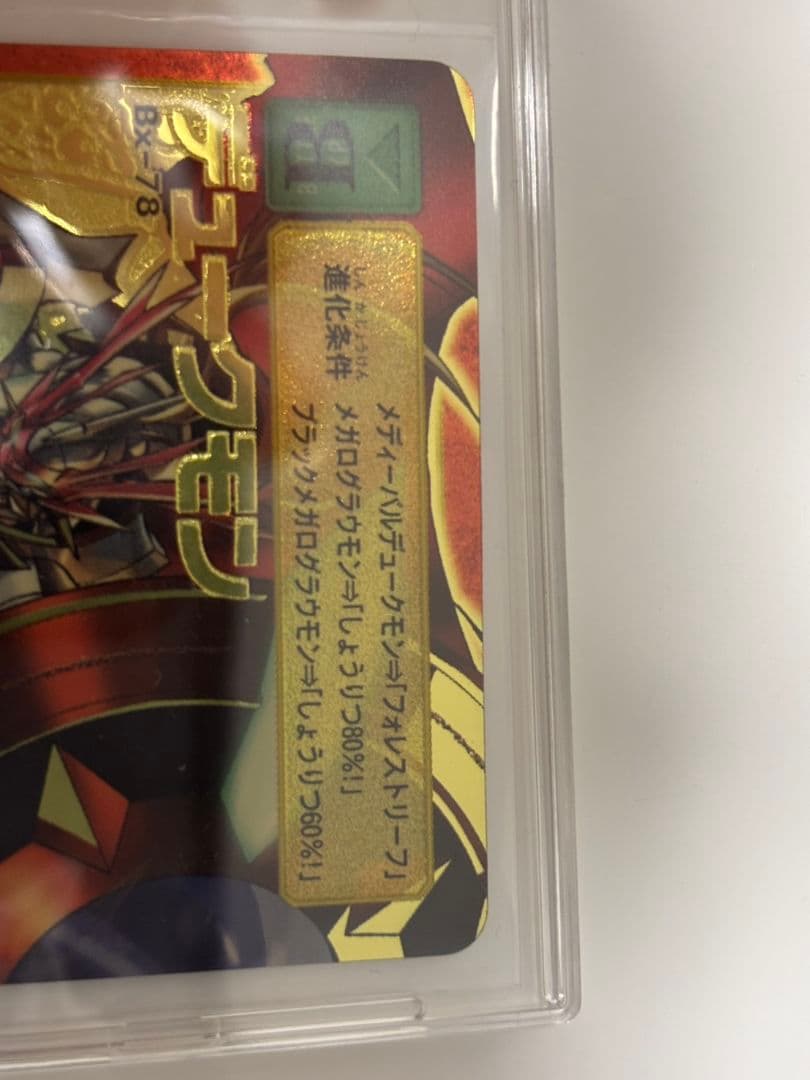 B
進化条件
しんかじょうけん
メディーバルデュークモン⇒「フォレストリーフ」
メガログラウモン⇒「しょうりつ80%!」
ブラックメガログラウモン⇒「しょうりつ60%!」
デュークモン
Bx-78